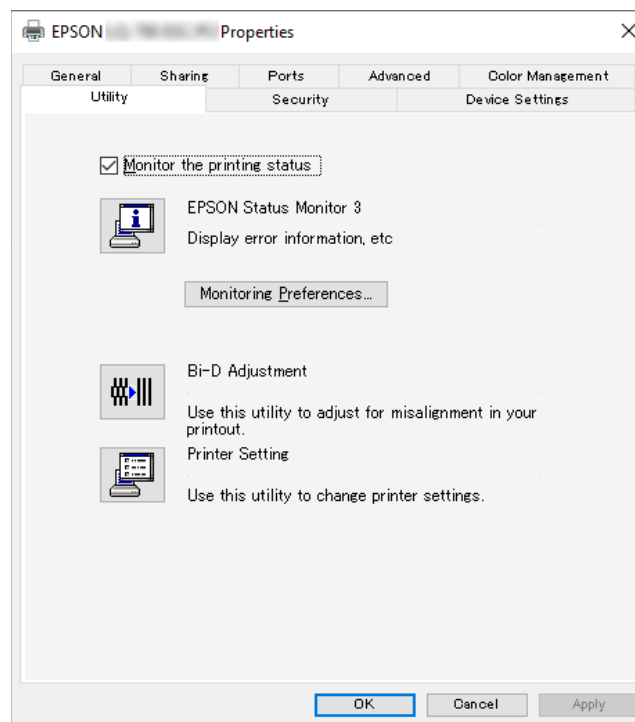 EPSON Properties
General Sharing Ports Advanced Color Management
Utility Security Device Settings
Monitor the printing status
EPSON Status Monitor 3
Display error information, etc
Monitoring Preferences...
Bi-D Adjustment
Use this utility to adjust for misalignment in your
printout.
Printer Setting
Use this utility to change printer settings.
OK Cancel Apply